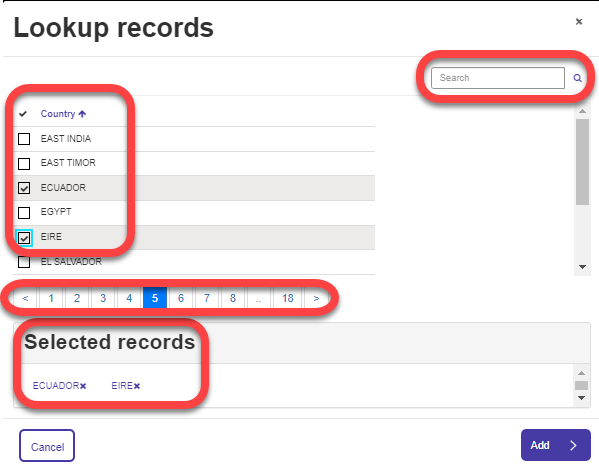 Lookup records ×
Search
Country
EAST INDIA
EAST TIMOR
ECUADOR
EGYPT
EIRE
EL SALVADOR
< 1 2 3 4 5 6 7 8 .. 18 >
Selected records
ECUADOR× EIRE×
Cancel Add >